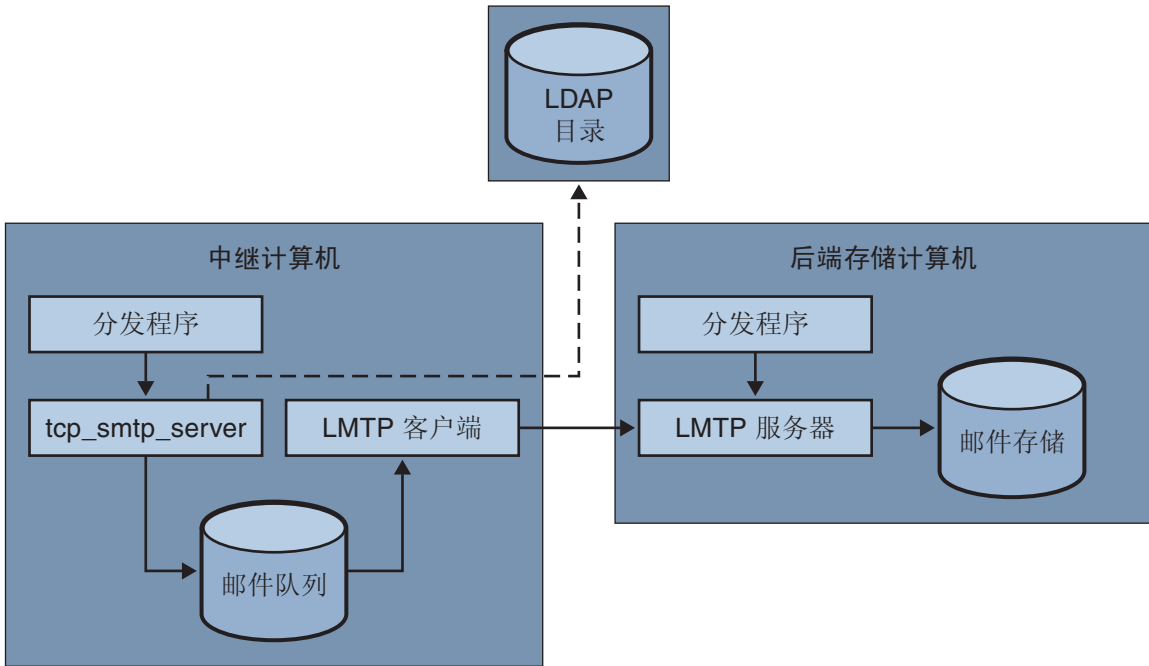 LDAP
目录
中继计算机
后端存储计算机
分发程序
分发程序
tcp_smtp_server
LMTP 客户端
LMTP 服务器
邮件存储
邮件队列